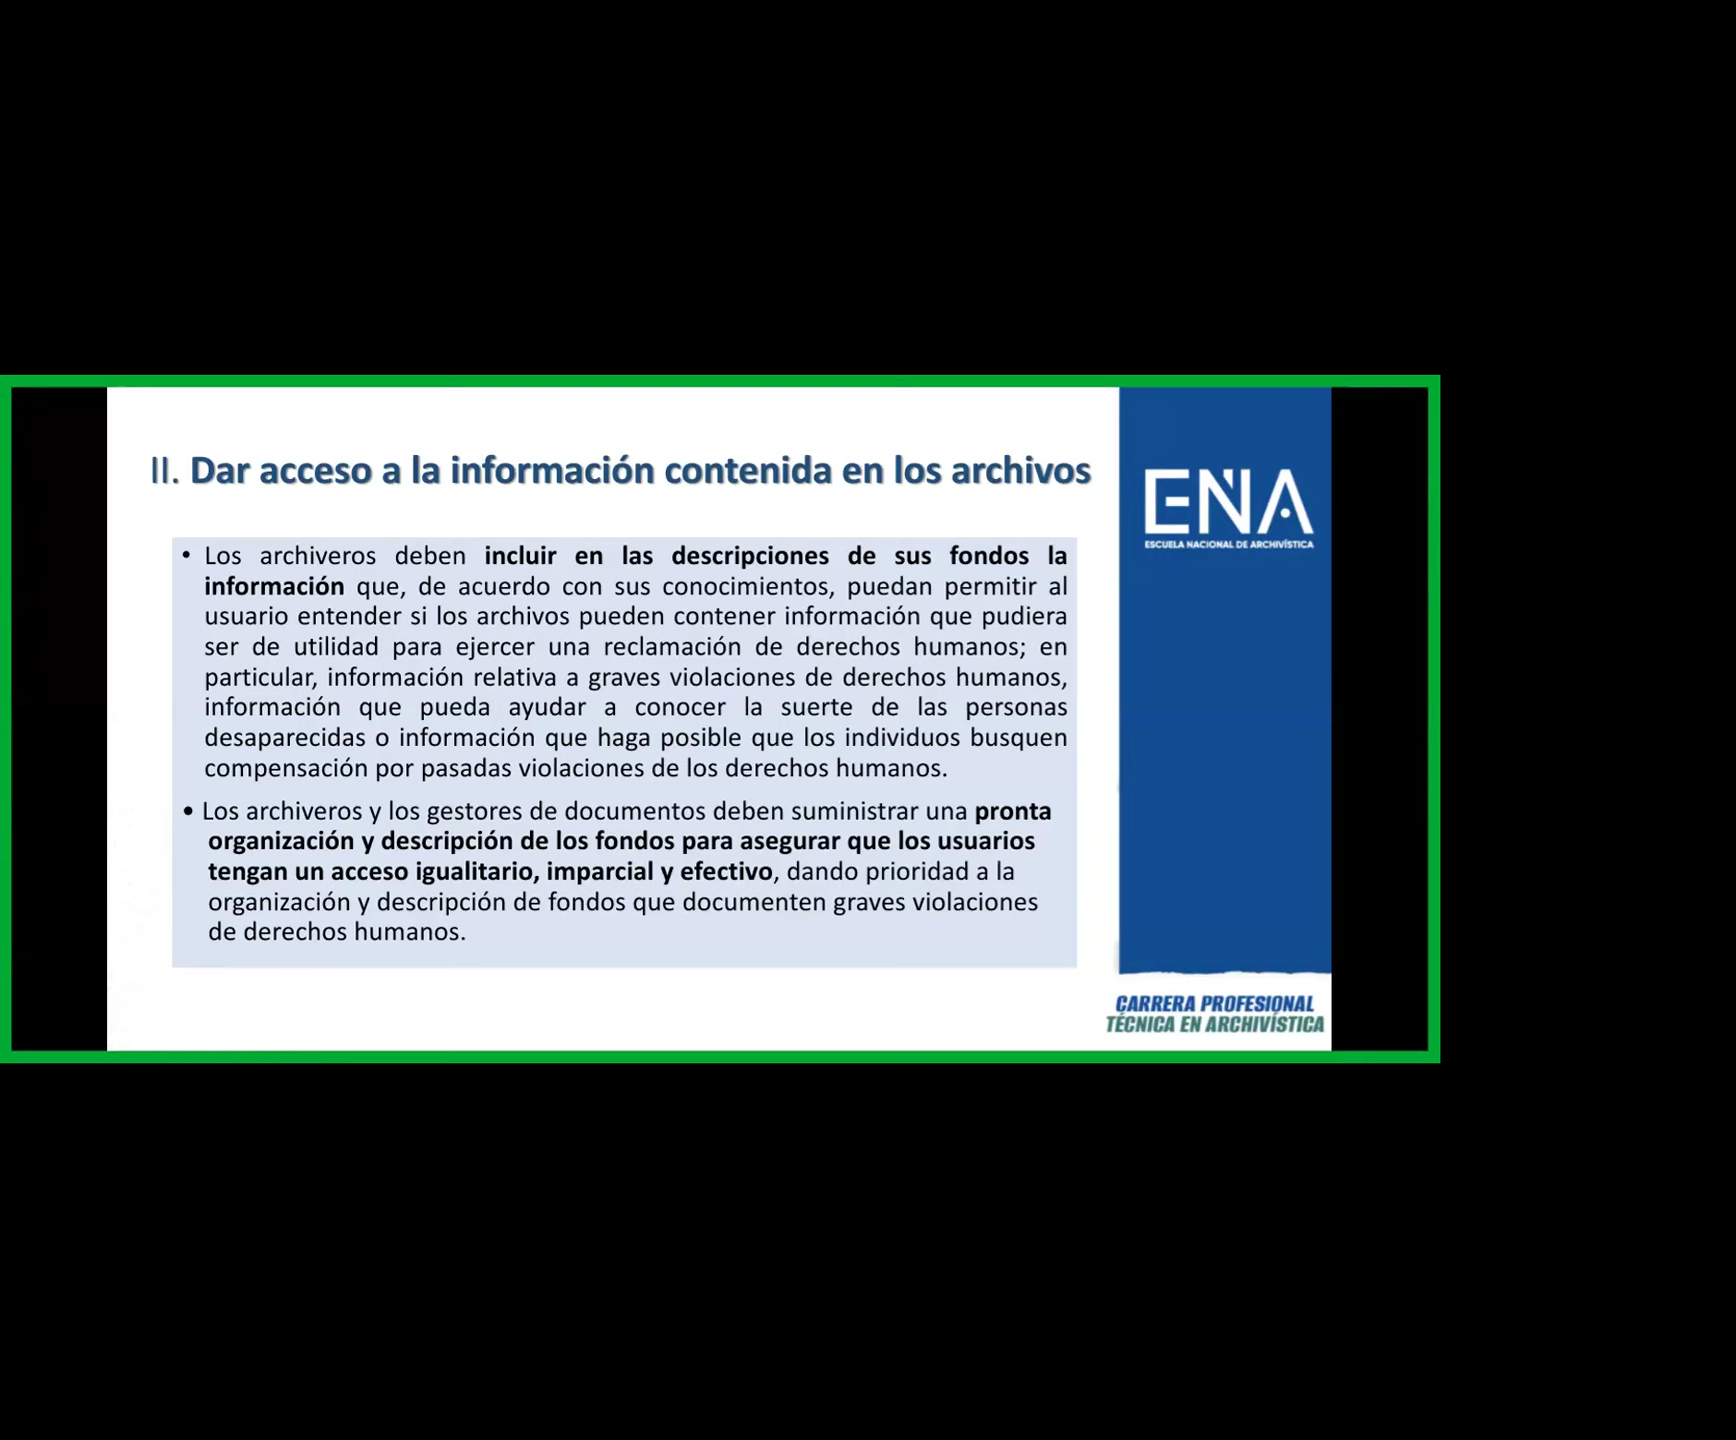 II. Dar acceso a la información contenida en los archivos
• Los archiveros deben incluir en las descripciones de sus fondos la
información que, de acuerdo con sus conocimientos, puedan permitir al
usuario entender si los archivos pueden contener información que pudiera
ser de utilidad para ejercer una reclamación de derechos humanos; en
particular, información relativa a graves violaciones de derechos humanos,
información que pueda ayudar a conocer la suerte de las personas
desaparecidas o información que haga posible que los individuos busquen
compensación por pasadas violaciones de los derechos humanos.
• Los archiveros y los gestores de documentos deben suministrar una pronta
organización y descripción de los fondos para asegurar que los usuarios
tengan un acceso igualitario, imparcial y efectivo, dando prioridad a la
organización y descripción de fondos que documenten graves violaciones
de derechos humanos.
ENA
ESCUELA NACIONAL DE ARCHIVÍSTICA
CARRERA PROFESIONAL
TÉCNICA EN ARCHIVÍSTICA